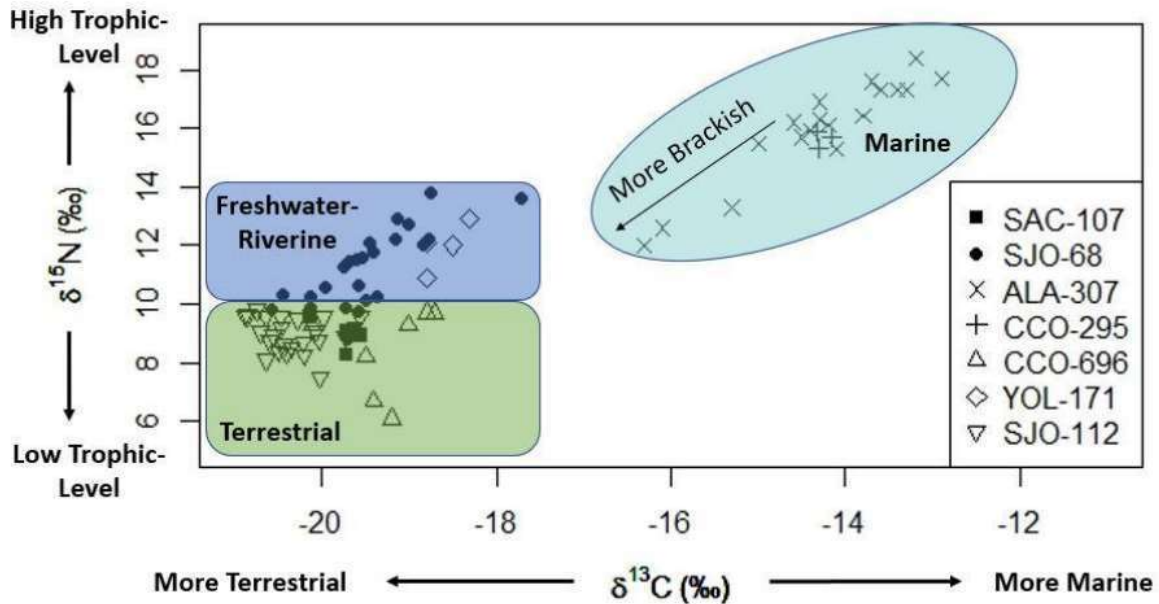 High Trophic-
Level
δ15N (‰)
Low Trophic-
Level
18
16
14
12
10
8
6
Freshwater-
Riverine
Terrestrial
More Brackish
Marine
SAC-107
SJO-68
ALA-307
CCO-295
CCO-696
YOL-171
SJO-112
-20
-18
-16
-14
-12
More Terrestrial
δ13C (‰)
More Marine